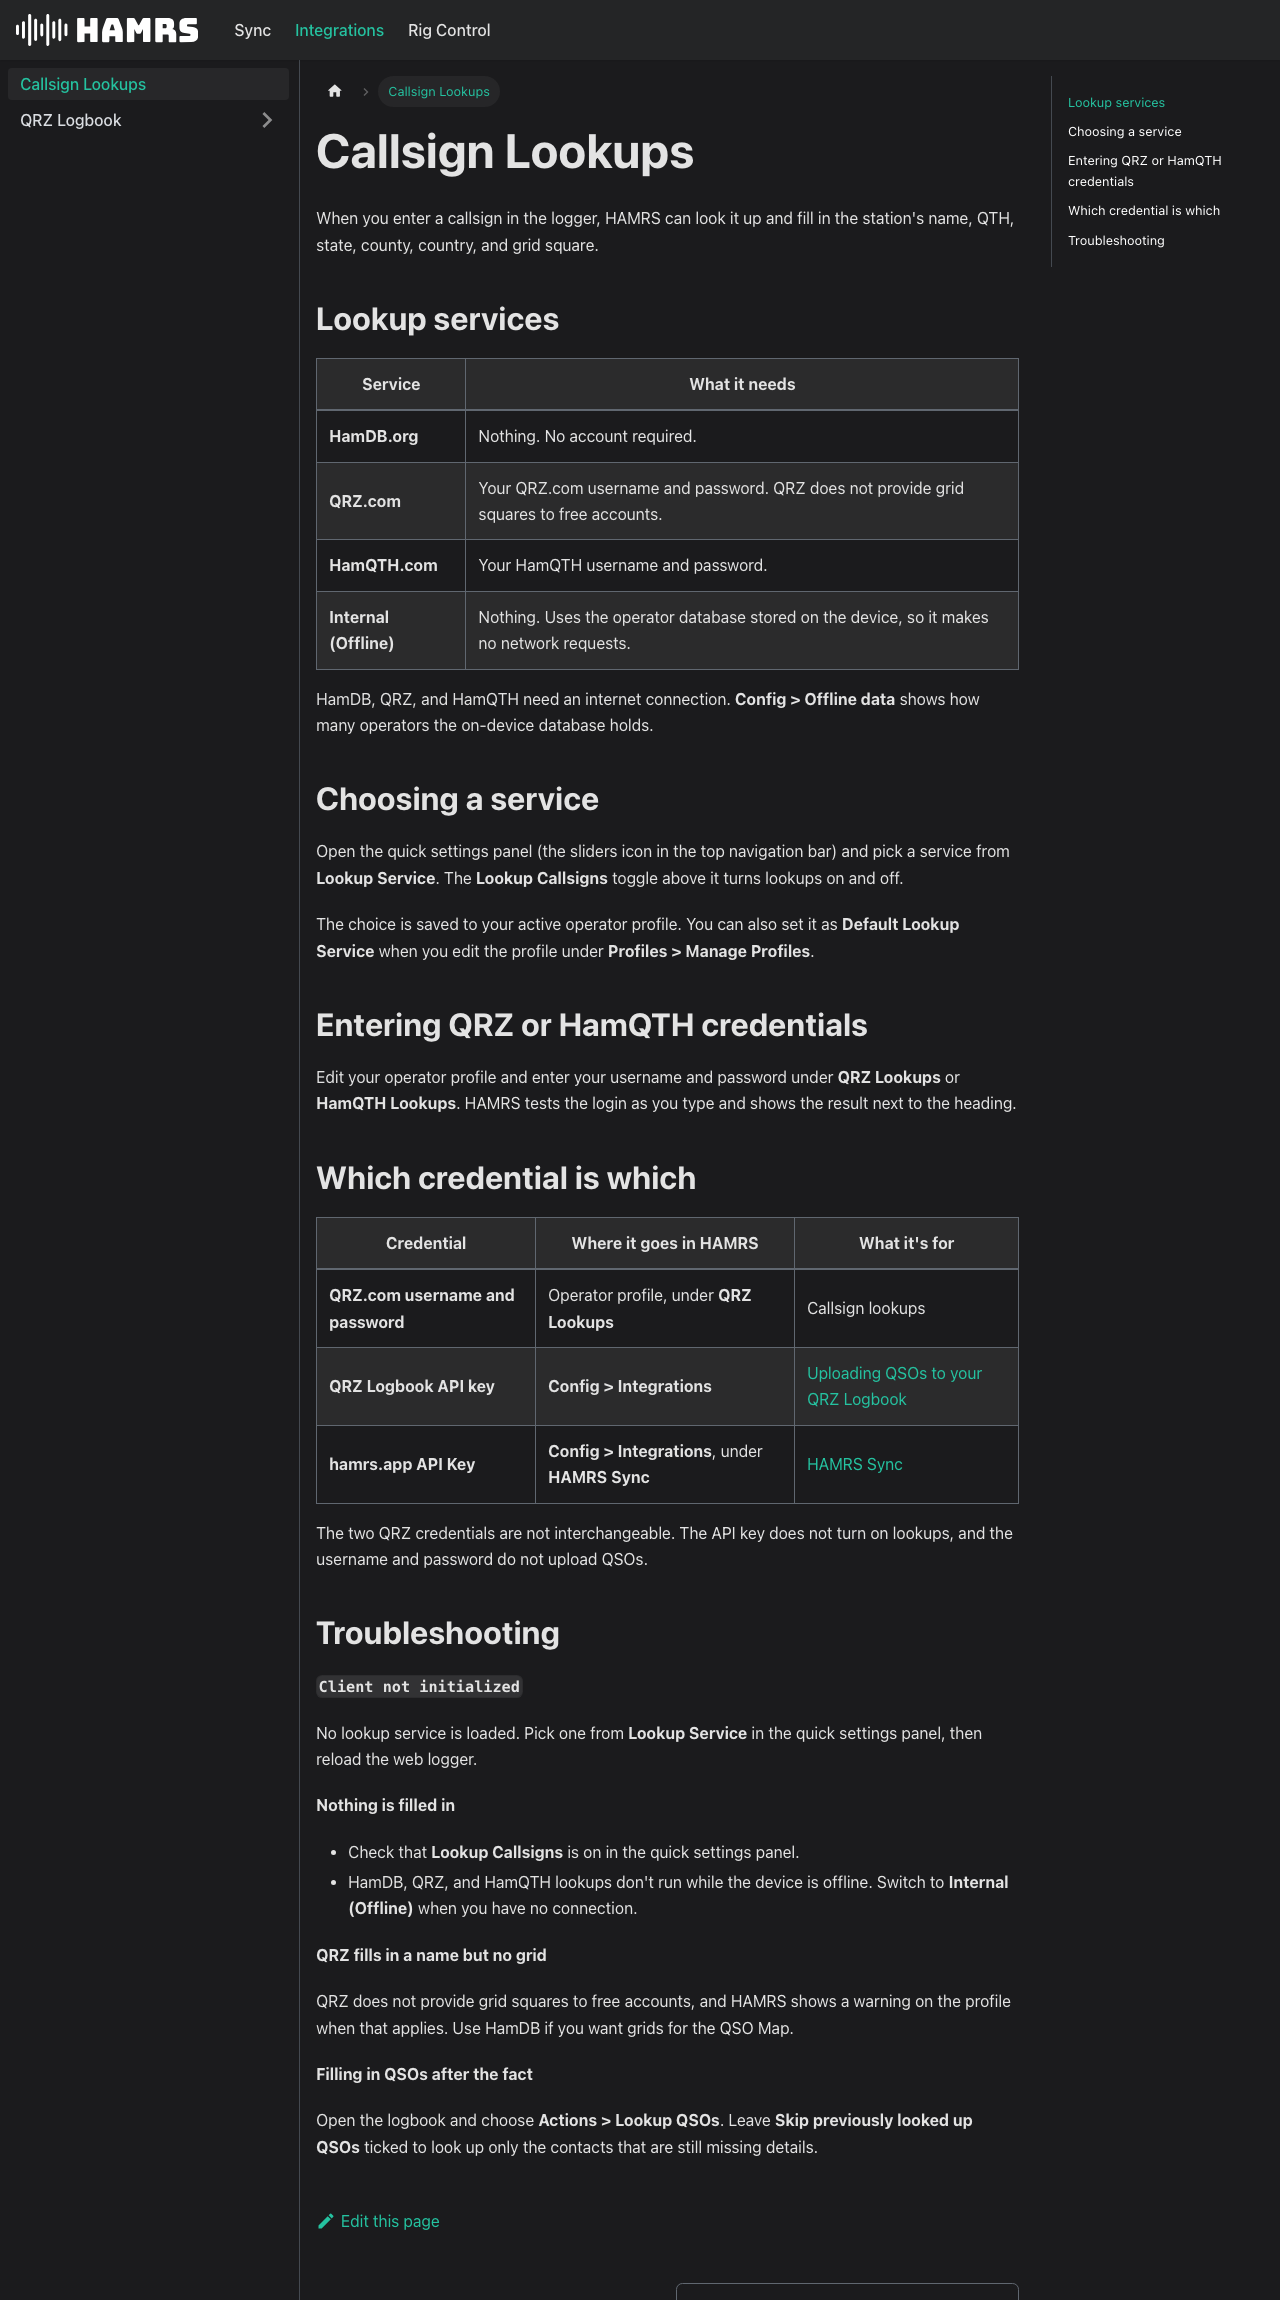 HAMRS
Sync
Integrations
Rig Control
Callsign Lookups
QRZ Logbook
Callsign Lookups
Callsign Lookups
When you enter a callsign in the logger, HAMRS can look it up and fill in the station's name, QTH,
state, county, country, and grid square.
Lookup services
Service
What it needs
HamDB.org
Nothing. No account required.
QRZ.com
Your QRZ.com username and password. QRZ does not provide grid
squares to free accounts.
HamQTH.com
Your HamQTH username and password.
Internal
(Offline)
Nothing. Uses the operator database stored on the device, so it makes
no network requests.
HamDB, QRZ, and HamQTH need an internet connection. Config > Offline data shows how
many operators the on-device database holds.
Choosing a service
Open the quick settings panel (the sliders icon in the top navigation bar) and pick a service from
Lookup Service. The Lookup Callsigns toggle above it turns lookups on and off.
The choice is saved to your active operator profile. You can also set it as Default Lookup
Service when you edit the profile under Profiles > Manage Profiles.
Entering QRZ or HamQTH credentials
Edit your operator profile and enter your username and password under QRZ Lookups or
HamQTH Lookups. HAMRS tests the login as you type and shows the result next to the heading.
Which credential is which
Credential
Where it goes in HAMRS
What it's for
QRZ.com username and
password
Operator profile, under QRZ
Lookups
Callsign lookups
QRZ Logbook API key
Config > Integrations
Uploading QSOs to your
QRZ Logbook
hamrs.app API Key
Config > Integrations, under
HAMRS Sync
HAMRS Sync
The two QRZ credentials are not interchangeable. The API key does not turn on lookups, and the
username and password do not upload QSOs.
Troubleshooting
Client not initialized
No lookup service is loaded. Pick one from Lookup Service in the quick settings panel, then
reload the web logger.
Nothing is filled in
• Check that Lookup Callsigns is on in the quick settings panel.
• HamDB, QRZ, and HamQTH lookups don't run while the device is offline. Switch to Internal
(Offline) when you have no connection.
QRZ fills in a name but no grid
QRZ does not provide grid squares to free accounts, and HAMRS shows a warning on the profile
when that applies. Use HamDB if you want grids for the QSO Map.
Filling in QSOs after the fact
Open the logbook and choose Actions > Lookup QSOs. Leave Skip previously looked up
QSOs ticked to look up only the contacts that are still missing details.
Edit this page
Lookup services
Choosing a service
Entering QRZ or HamQTH
credentials
Which credential is which
Troubleshooting